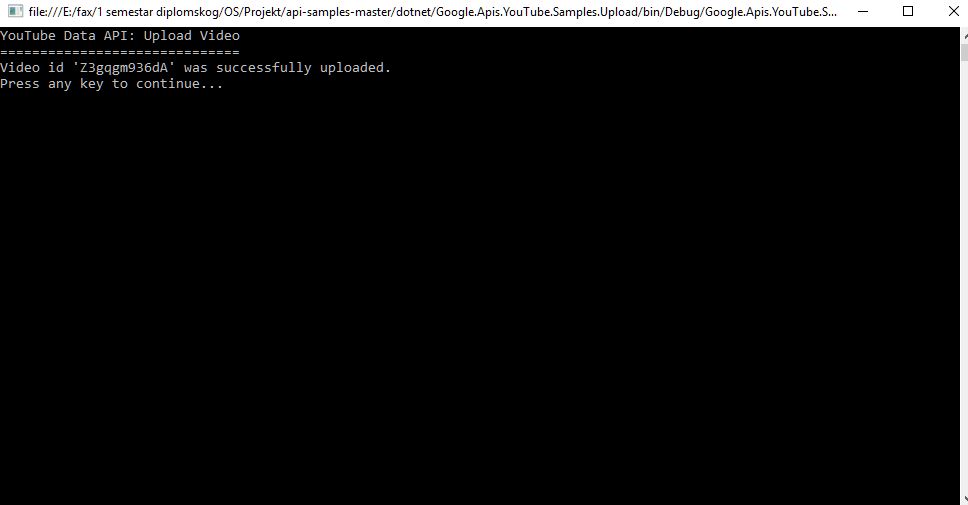 file:///E:/fax/1 semestar diplomskog/OS/Projekt/api-samples-master/dotnet/Google.Apis.YouTube.Samples.Upload/bin/Debug/Google.Apis.YouTube.S...
YouTube Data API: Upload Video
==============================
Video id 'Z3gqgm936dA' was successfully uploaded.
Press any key to continue...